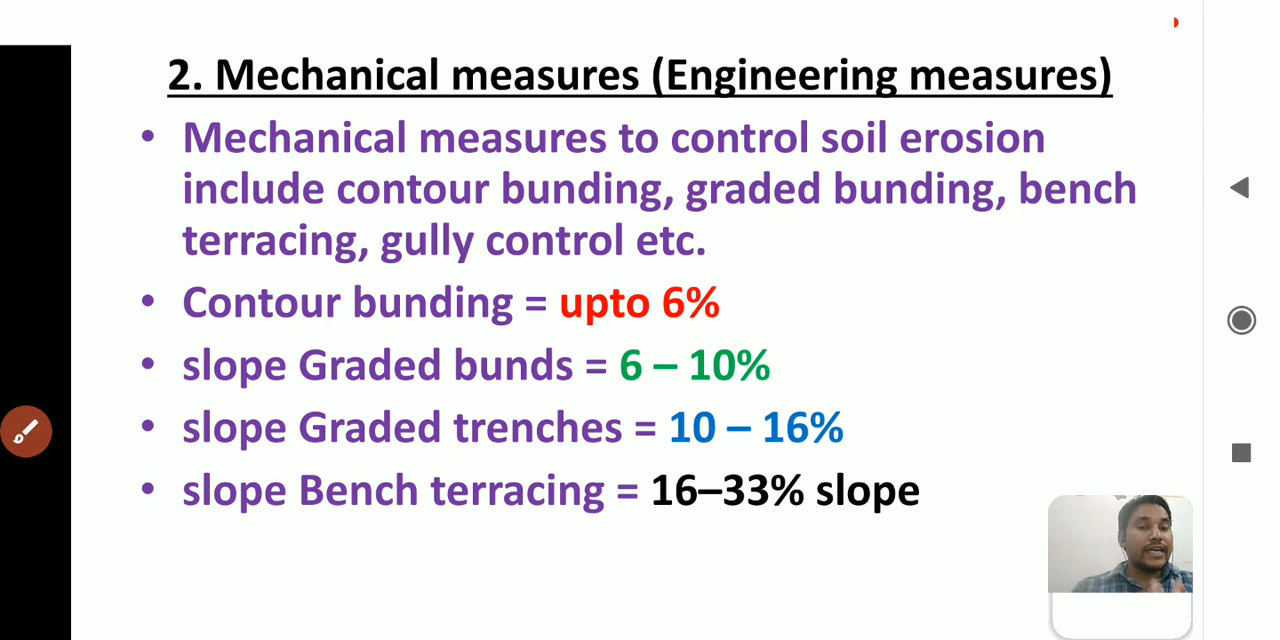 2. Mechanical measures (Engineering measures)
• Mechanical measures to control soil erosion
include contour bunding, graded bunding, bench
terracing, gully control etc.
• Contour bunding = upto 6%
• slope Graded bunds = 6 – 10%
• slope Graded trenches = 10 – 16%
• slope Bench terracing = 16–33% slope